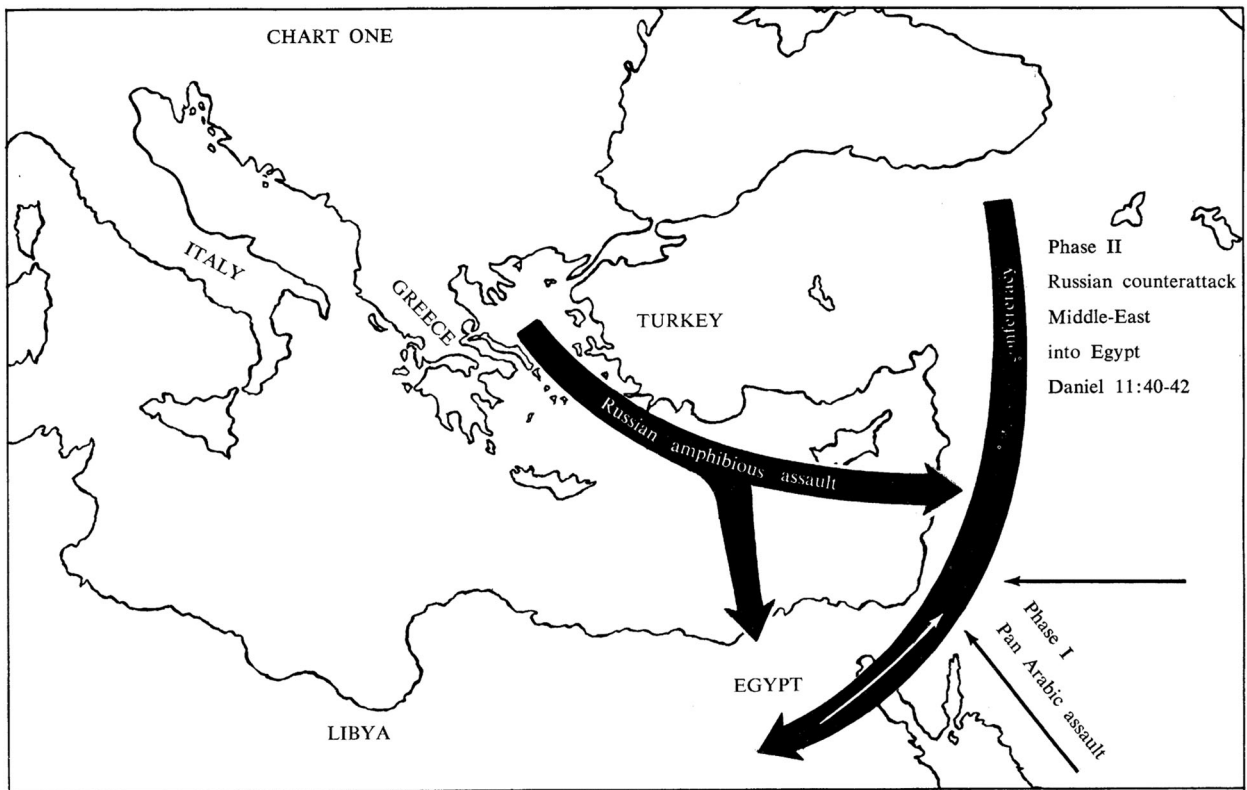 CHART ONE
ITALY
GREECE
TURKEY
Russian amphibious assault
Phase II
Russian counterattack
Middle-East
into Egypt
Daniel 11:40-42
Phase I
Pan Arabic assault
EGYPT
LIBYA